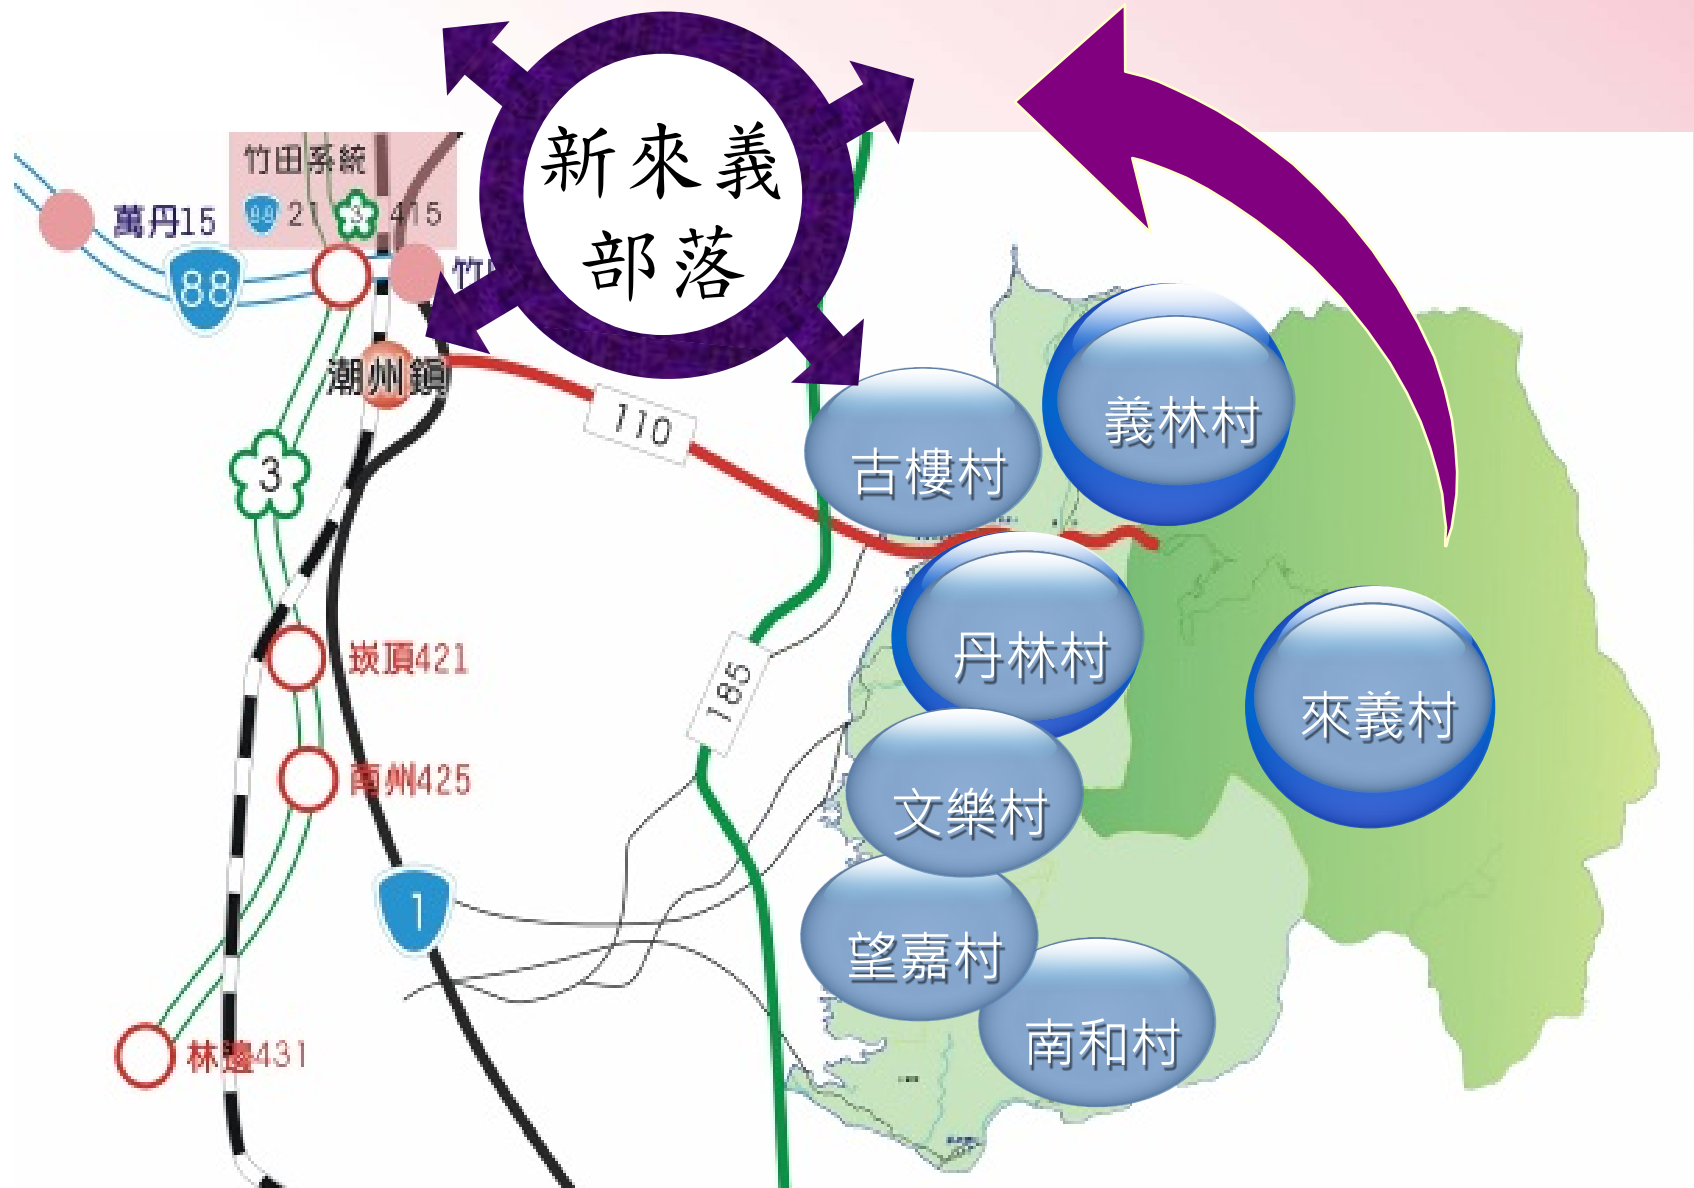 新來義
部落
竹田系統
88 21 3 415
萬丹15
88
竹
潮州鎮
110
3
崁頂421
185
南州425
1
林邊431
古樓村
義林村
丹林村
來義村
文樂村
望嘉村
南和村